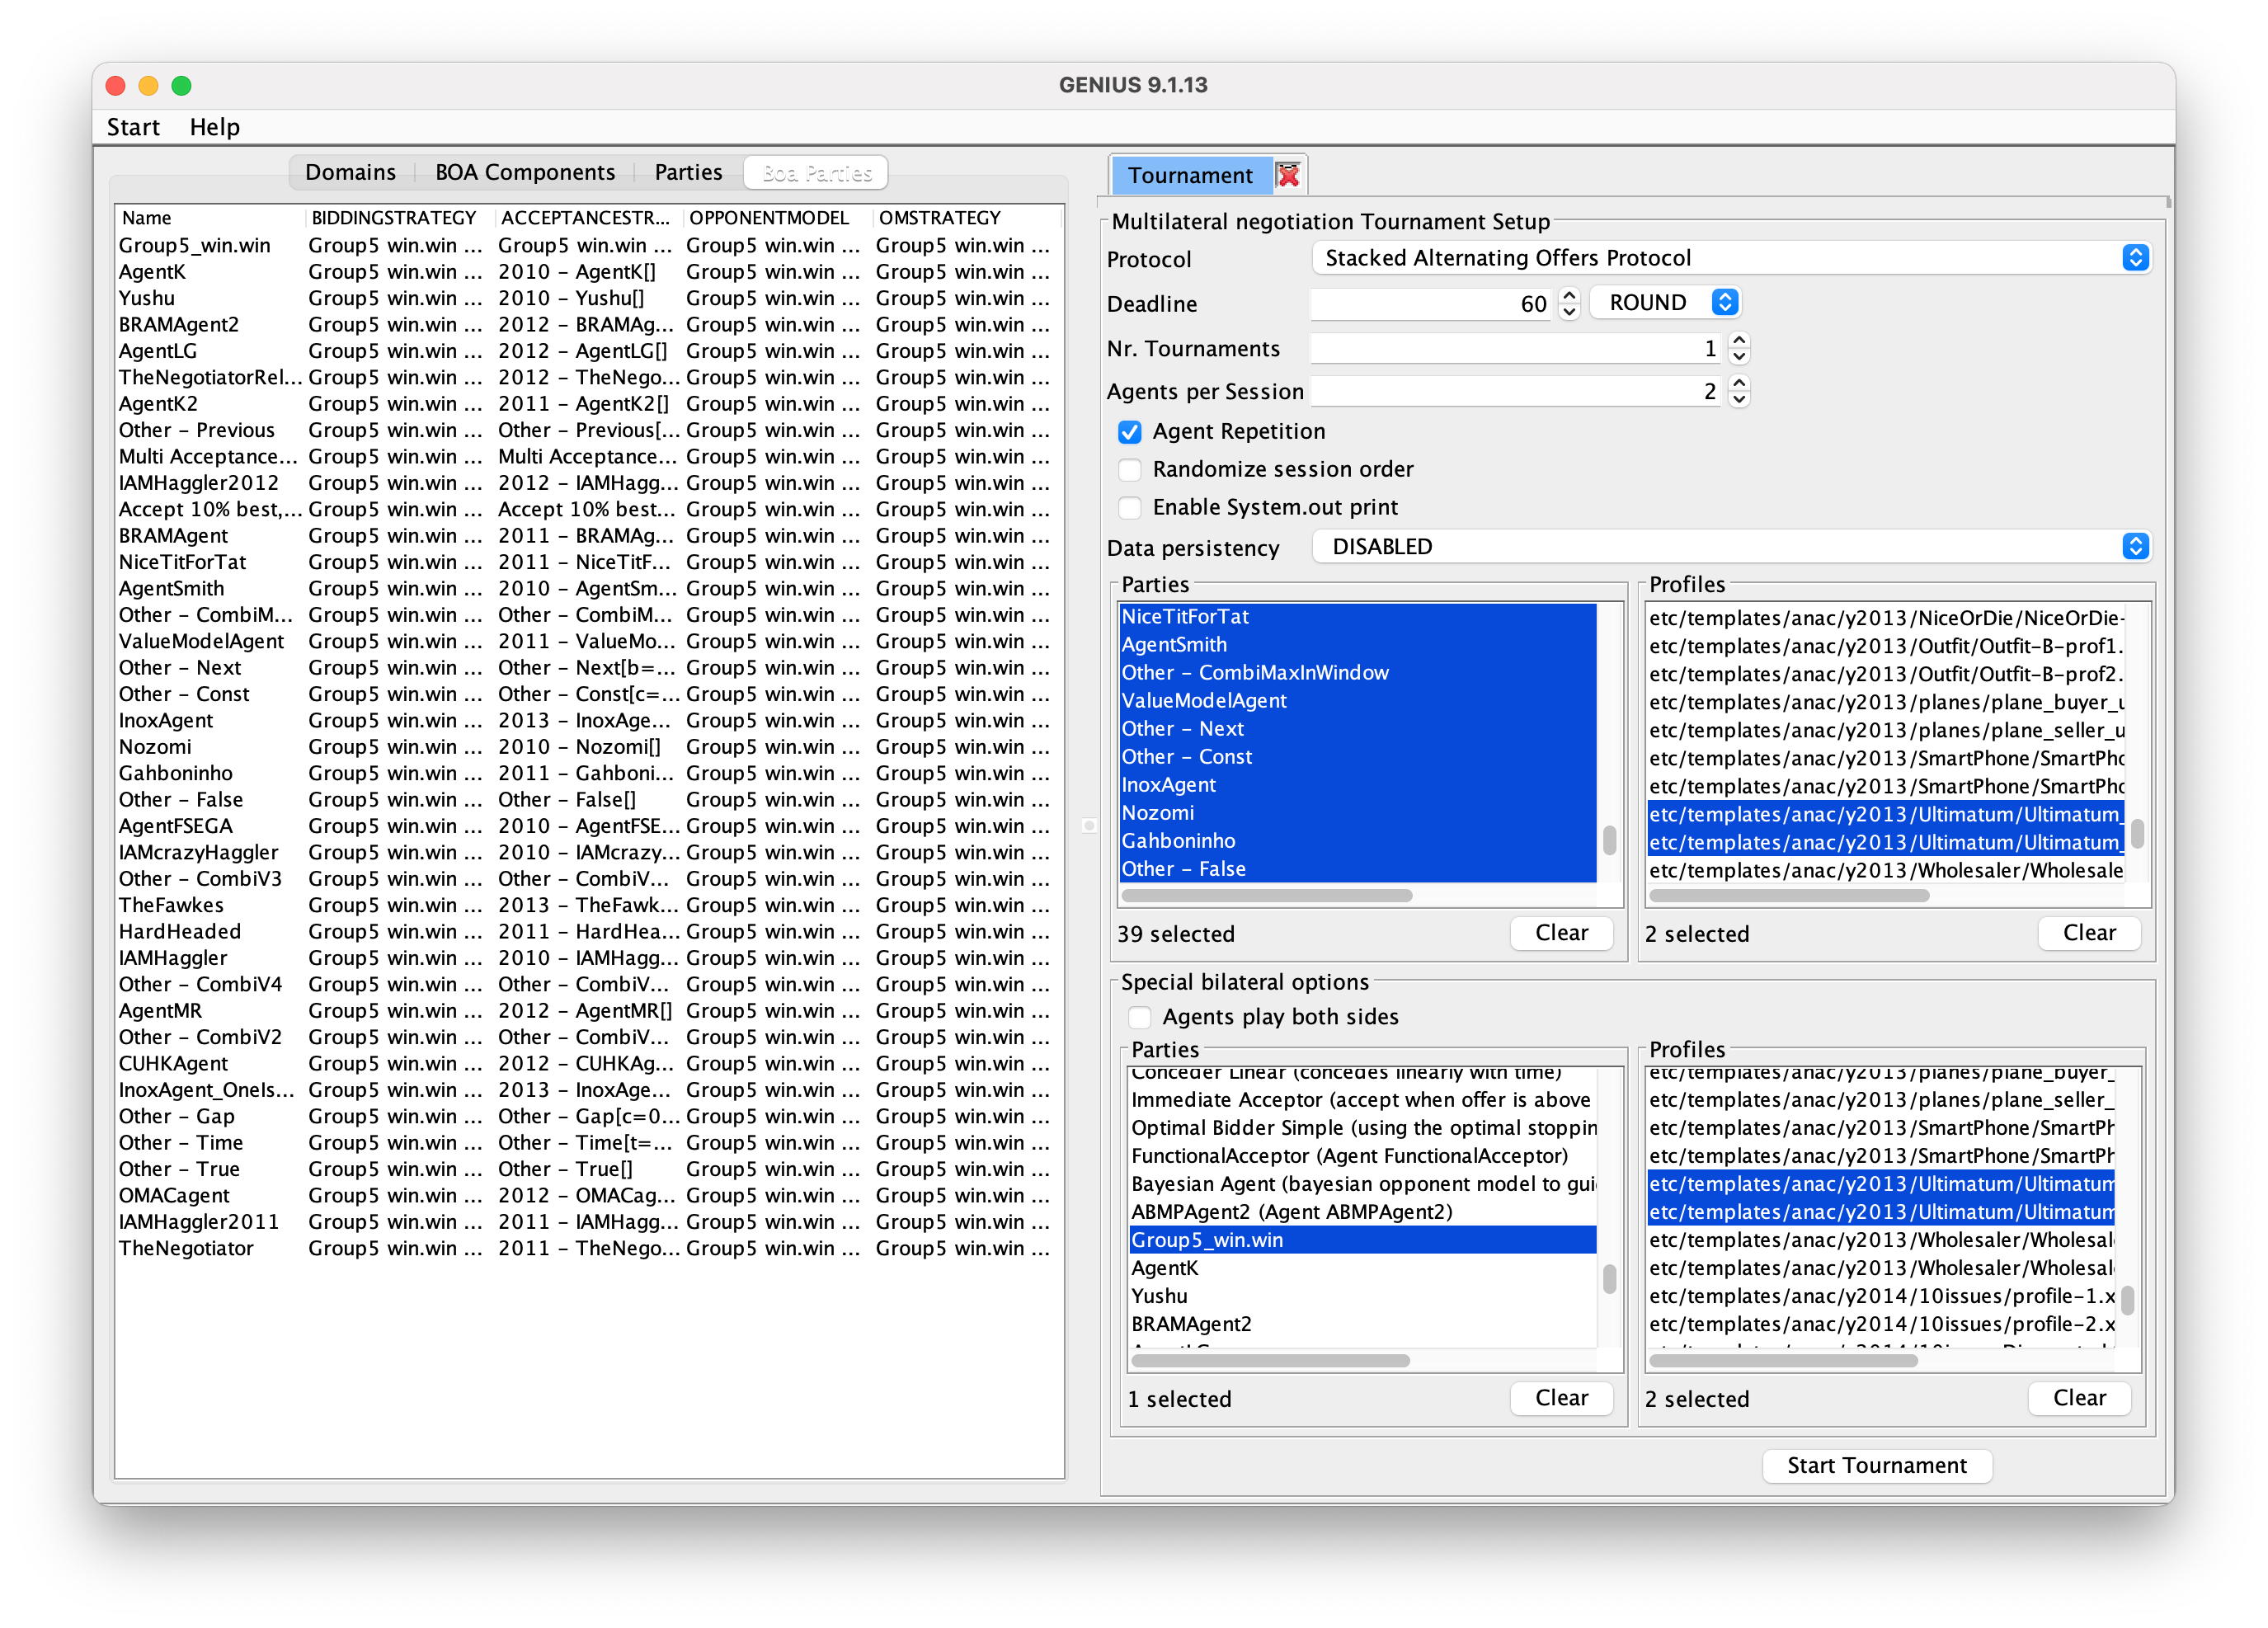 GENIUS 9.1.13
Start Help
Domains BOA Components Parties Boa Parties
Name BIDDINGSTRATEGY ACCEPTANCESTR... OPPONENTMODEL OMSTRATEGY
Group5_win.win Group5 win.win ... Group5 win.win ... Group5 win.win ... Group5 win.win ...
AgentK Group5 win.win ... 2010 - AgentK[] Group5 win.win ... Group5 win.win ...
Yushu Group5 win.win ... 2010 - Yushu[] Group5 win.win ... Group5 win.win ...
BRAMAgent2 Group5 win.win ... 2012 - BRAMAg... Group5 win.win ... Group5 win.win ...
AgentLG Group5 win.win ... 2012 - AgentLG[] Group5 win.win ... Group5 win.win ...
TheNegotiatorRel... Group5 win.win ... 2012 - TheNego... Group5 win.win ... Group5 win.win ...
AgentK2 Group5 win.win ... 2011 - AgentK2[] Group5 win.win ... Group5 win.win ...
Other - Previous Group5 win.win ... Other - Previous[... Group5 win.win ... Group5 win.win ...
Multi Acceptance... Group5 win.win ... Multi Acceptance... Group5 win.win ... Group5 win.win ...
IAMHaggler2012 Group5 win.win ... 2012 - IAMHagg... Group5 win.win ... Group5 win.win ...
Accept 10% best,... Group5 win.win ... Accept 10% best... Group5 win.win ... Group5 win.win ...
BRAMAgent Group5 win.win ... 2011 - BRAMAg... Group5 win.win ... Group5 win.win ...
NiceTitForTat Group5 win.win ... 2011 - NiceTitF... Group5 win.win ... Group5 win.win ...
AgentSmith Group5 win.win ... 2010 - AgentSm... Group5 win.win ... Group5 win.win ...
Other - CombiM... Group5 win.win ... Other - CombiM... Group5 win.win ... Group5 win.win ...
ValueModelAgent Group5 win.win ... 2011 - ValueMo... Group5 win.win ... Group5 win.win ...
Other - Next Group5 win.win ... Other - Next[b=... Group5 win.win ... Group5 win.win ...
Other - Const Group5 win.win ... Other - Const[c=... Group5 win.win ... Group5 win.win ...
InoxAgent Group5 win.win ... 2013 - InoxAge... Group5 win.win ... Group5 win.win ...
Nozomi Group5 win.win ... 2010 - Nozomi[] Group5 win.win ... Group5 win.win ...
Gahboninho Group5 win.win ... 2011 - Gahboni... Group5 win.win ... Group5 win.win ...
Other - False Group5 win.win ... Other - False[] Group5 win.win ... Group5 win.win ...
AgentFSEGA Group5 win.win ... 2010 - AgentFSE... Group5 win.win ... Group5 win.win ...
IAMcrazyHaggler Group5 win.win ... 2010 - IAMcrazy... Group5 win.win ... Group5 win.win ...
Other - CombiV3 Group5 win.win ... Other - CombiV... Group5 win.win ... Group5 win.win ...
TheFawkes Group5 win.win ... 2013 - TheFawk... Group5 win.win ... Group5 win.win ...
HardHeaded Group5 win.win ... 2011 - HardHea... Group5 win.win ... Group5 win.win ...
IAMHaggler Group5 win.win ... 2010 - IAMHagg... Group5 win.win ... Group5 win.win ...
Other - CombiV4 Group5 win.win ... Other - CombiV... Group5 win.win ... Group5 win.win ...
AgentMR Group5 win.win ... 2012 - AgentMR[] Group5 win.win ... Group5 win.win ...
Other - CombiV2 Group5 win.win ... Other - CombiV... Group5 win.win ... Group5 win.win ...
CUHKAgent Group5 win.win ... 2012 - CUHKAg... Group5 win.win ... Group5 win.win ...
InoxAgent_OneIs... Group5 win.win ... 2013 - InoxAge... Group5 win.win ... Group5 win.win ...
Other - Gap Group5 win.win ... Other - Gap[c=0... Group5 win.win ... Group5 win.win ...
Other - Time Group5 win.win ... Other - Time[t=... Group5 win.win ... Group5 win.win ...
Other - True Group5 win.win ... Other - True[] Group5 win.win ... Group5 win.win ...
OMACagent Group5 win.win ... 2012 - OMACag... Group5 win.win ... Group5 win.win ...
IAMHaggler2011 Group5 win.win ... 2011 - IAMHagg... Group5 win.win ... Group5 win.win ...
TheNegotiator Group5 win.win ... 2011 - TheNego... Group5 win.win ... Group5 win.win ...
Tournament
Multilateral negotiation Tournament Setup
Protocol Stacked Alternating Offers Protocol
Deadline 60 ROUND
Nr. Tournaments 1
Agents per Session 2
Agent Repetition
Randomize session order
Enable System.out print
Data persistency DISABLED
Parties
NiceTitForTat
AgentSmith
Other - CombiMaxInWindow
ValueModelAgent
Other - Next
Other - Const
InoxAgent
Nozomi
Gahboninho
Other - False
39 selected Clear
Profiles
etc/templates/anac/y2013/NiceOrDie/NiceOrDie-
etc/templates/anac/y2013/Outfit/Outfit-B-prof1.
etc/templates/anac/y2013/Outfit/Outfit-B-prof2.
etc/templates/anac/y2013/planes/plane_buyer_u
etc/templates/anac/y2013/planes/plane_seller_u
etc/templates/anac/y2013/SmartPhone/SmartPho
etc/templates/anac/y2013/SmartPhone/SmartPho
etc/templates/anac/y2013/Ultimatum/Ultimatum_
etc/templates/anac/y2013/Ultimatum/Ultimatum_
etc/templates/anac/y2013/Wholesaler/Wholesale
2 selected Clear
Special bilateral options
Agents play both sides
Parties
Conceder Linear (concedes linearly with time)
Immediate Acceptor (accept when offer is above
Optimal Bidder Simple (using the optimal stoppin
FunctionalAcceptor (Agent FunctionalAcceptor)
Bayesian Agent (bayesian opponent model to gui
ABMPAgent2 (Agent ABMPAgent2)
Group5_win.win
AgentK
Yushu
BRAMAgent2
1 selected Clear
Profiles
etc/templates/anac/y2013/planes/plane_buyer_
etc/templates/anac/y2013/planes/plane_seller_
etc/templates/anac/y2013/SmartPhone/SmartPh
etc/templates/anac/y2013/SmartPhone/SmartPh
etc/templates/anac/y2013/Ultimatum/Ultimatum
etc/templates/anac/y2013/Ultimatum/Ultimatum
etc/templates/anac/y2013/Wholesaler/Wholesal
etc/templates/anac/y2013/Wholesaler/Wholesal
etc/templates/anac/y2014/10issues/profile-1.x
etc/templates/anac/y2014/10issues/profile-2.x
2 selected Clear
Start Tournament